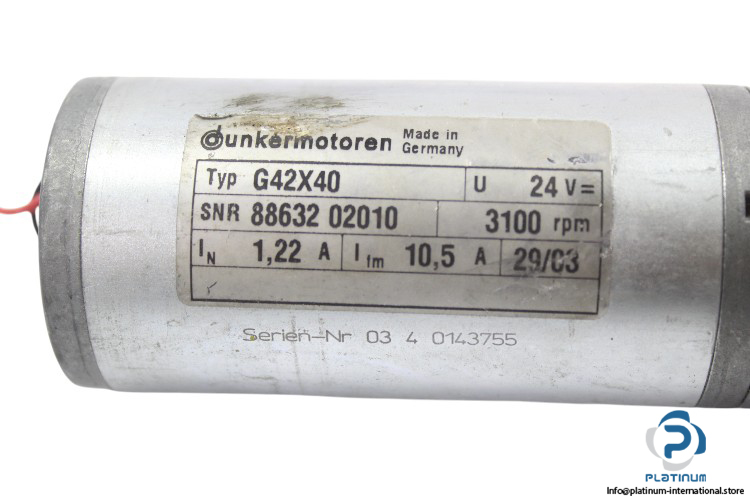 dunkermotoren Made in Germany
Typ G42X40 U 24 V=
SNR 88632 02010 3100 rpm
IN 1,22 A Ifm 10,5 A 29/03
Serien-Nr 03 4 0143755
PLATINUM
Info@platinum-international.store